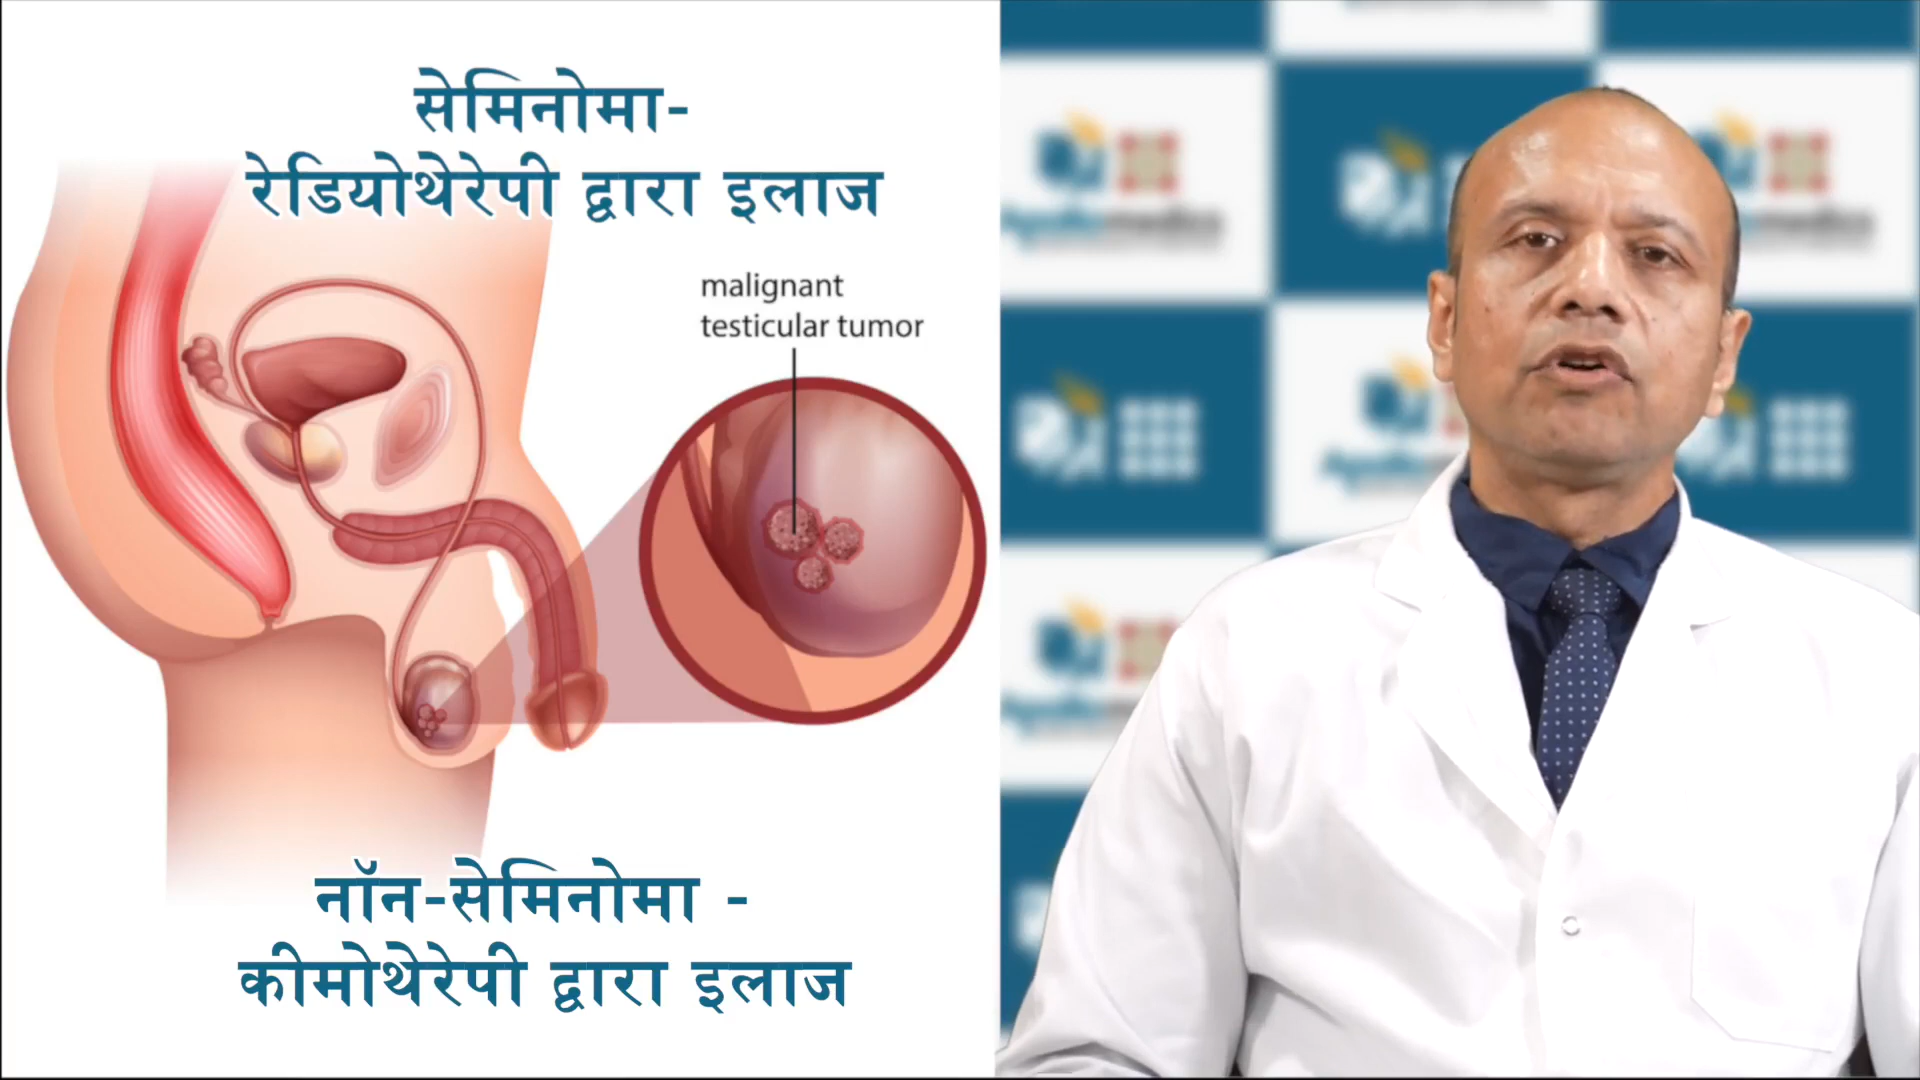 सेमिनोमा-
रेडियोथेरेपी द्वारा इलाज
malignant
testicular tumor
नॉन-सेमिनोमा -
कीमोथेरेपी द्वारा इलाज